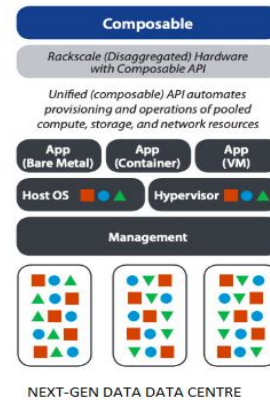 Composable
Rackscale (Disaggregated) Hardware
with Composable API
Unified (composable) API automates
provisioning and operations of pooled
compute, storage, and network resources
App
(Bare Metal)
App
(Container)
App
(VM)
Host OS
Hypervisor
Management
NEXT-GEN DATA DATA CENTRE